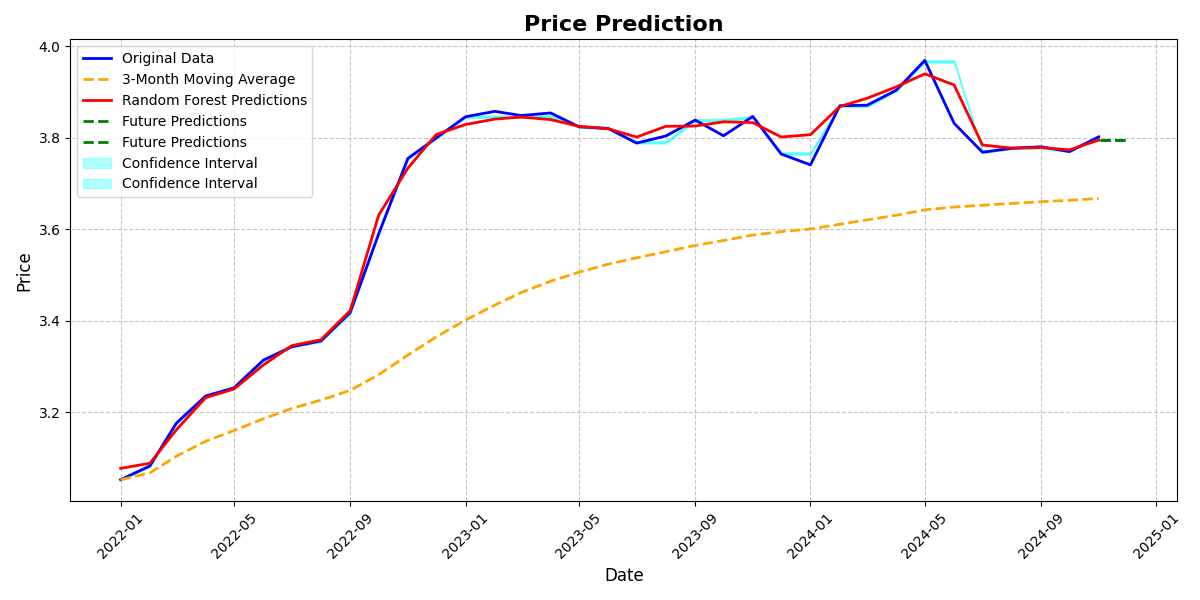 Price Prediction
4.0
3.8
3.6
3.4
3.2
Price
Original Data
3-Month Moving Average
Random Forest Predictions
Future Predictions
Future Predictions
Confidence Interval
Confidence Interval
2022-01
2022-05
2022-09
2023-01
2023-05
2023-09
2024-01
2024-05
2024-09
2025-01
Date